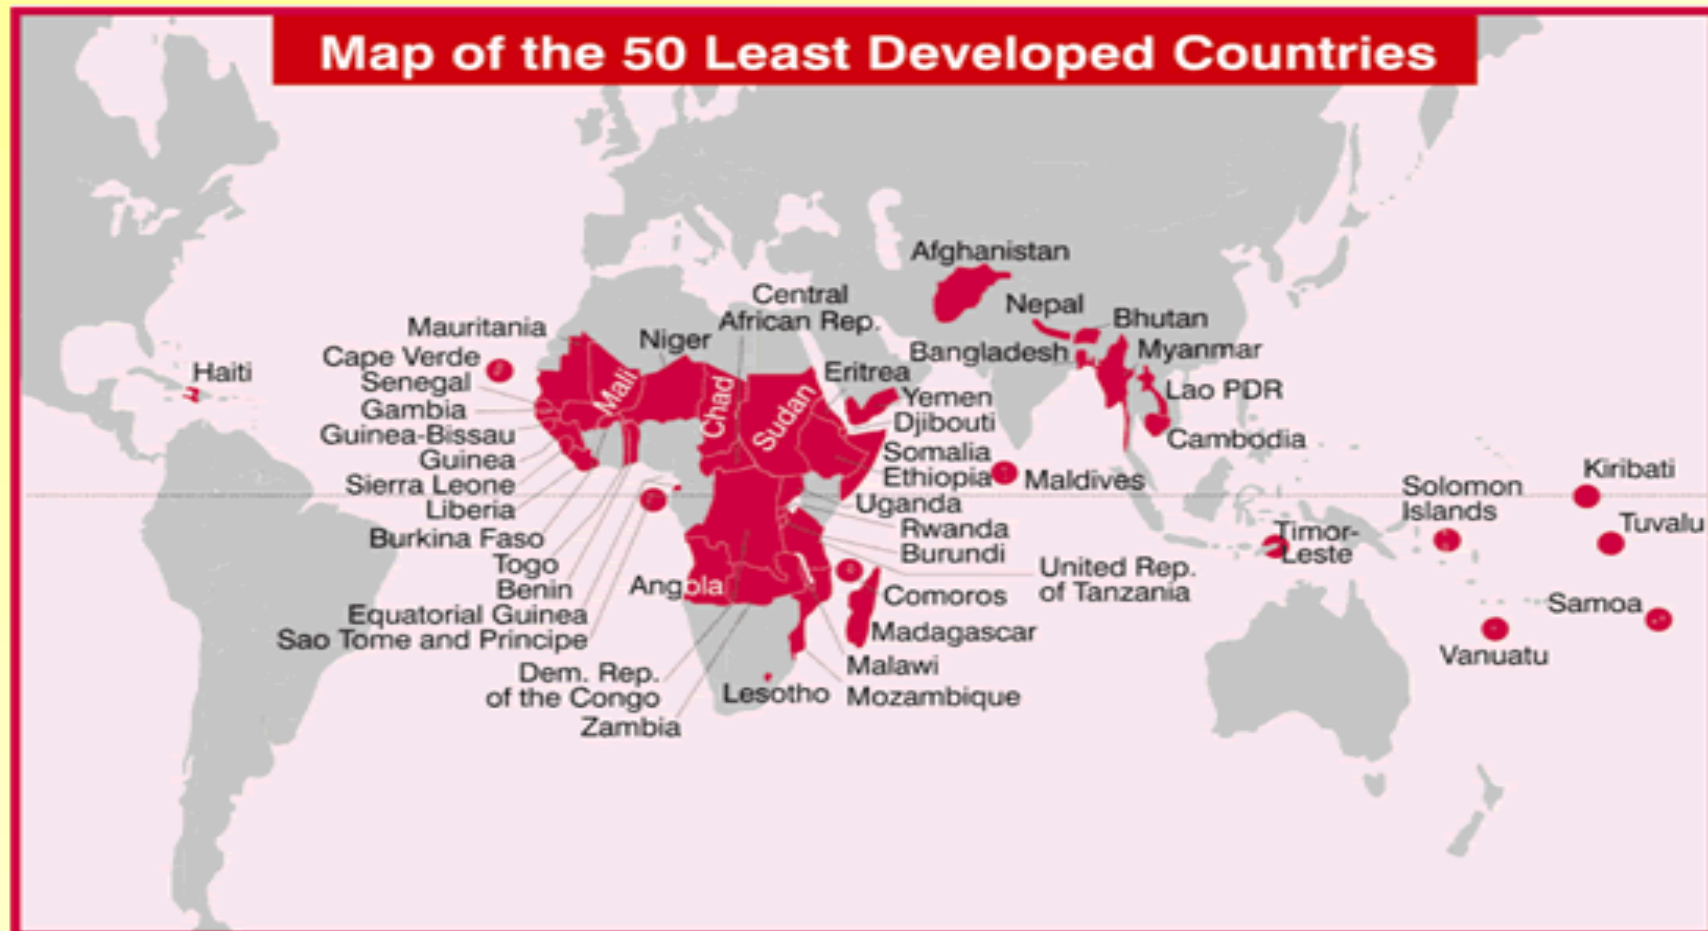 Map of the 50 Least Developed Countries
Afghanistan
Central
African Rep.
Nepal
Bhutan
Mauritania
Niger
Bangladesh
Myanmar
Cape Verde
Haiti
Senegal
Mali
Chad
Sudan
Eritrea
Yemen
Lao PDR
Gambia
Djibouti
Guinea-Bissau
Cambodia
Guinea
Somalia
Ethiopia
Maldives
Kiribati
Sierra Leone
Solomon
Islands
Liberia
Uganda
Tuvalu
Burkina Faso
Rwanda
Timor-
Leste
Togo
Burundi
Benin
Angola
United Rep.
of Tanzania
Comoros
Samoa
Equatorial Guinea
Sao Tome and Principe
Madagascar
Vanuatu
Dem. Rep.
of the Congo
Malawi
Lesotho
Mozambique
Zambia